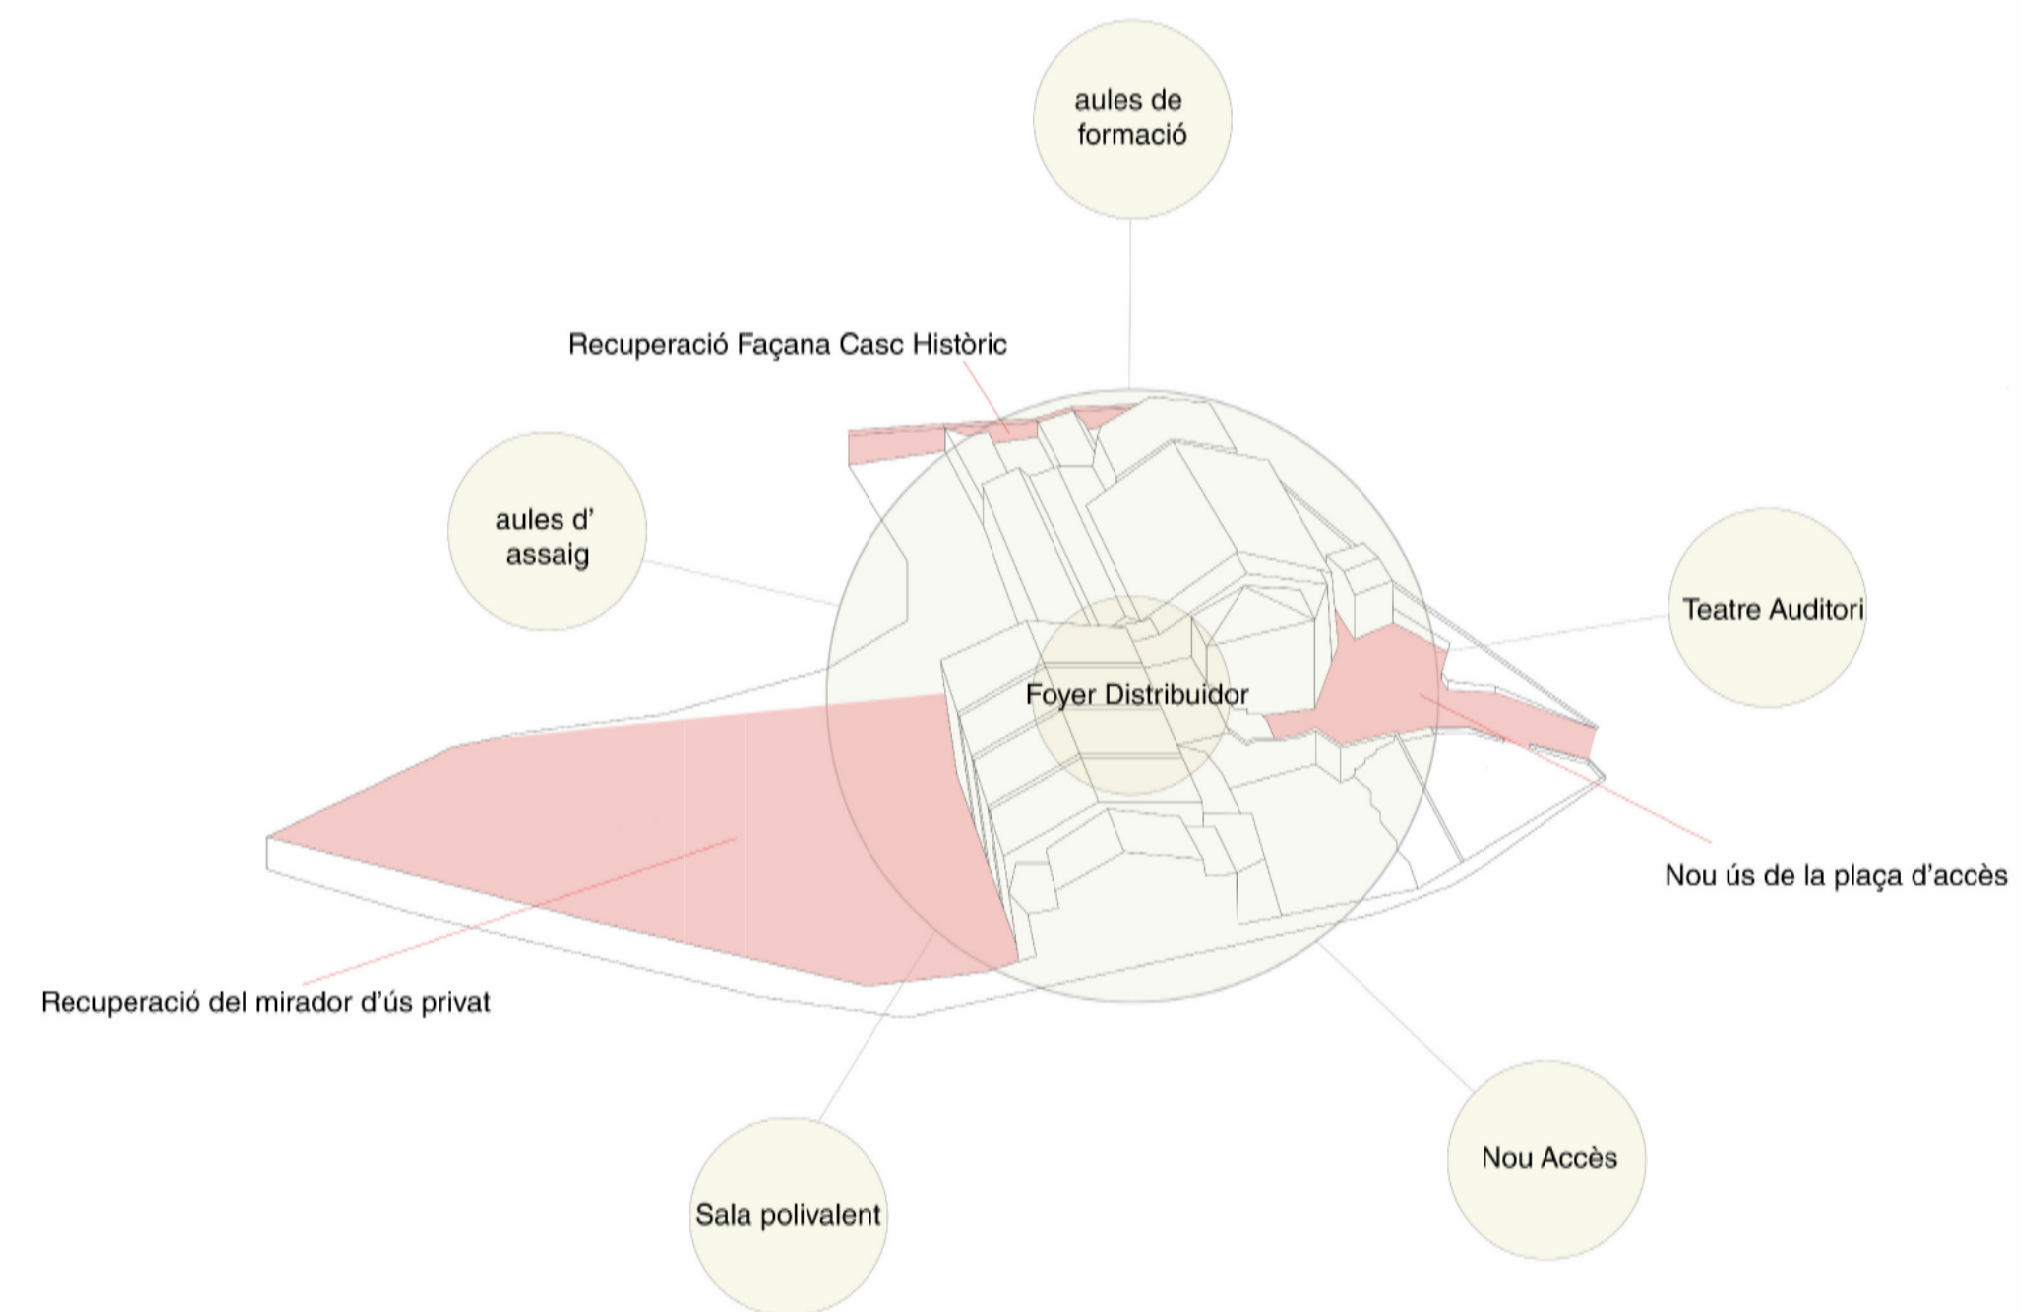 aules de
formació
Recuperació Façana Casc Històric
aules d’
assaig
Teatre Auditori
Foyer Distribuidor
Nou ús de la plaça d’accès
Recuperació del mirador d’ús privat
Nou Accès
Sala polivalent